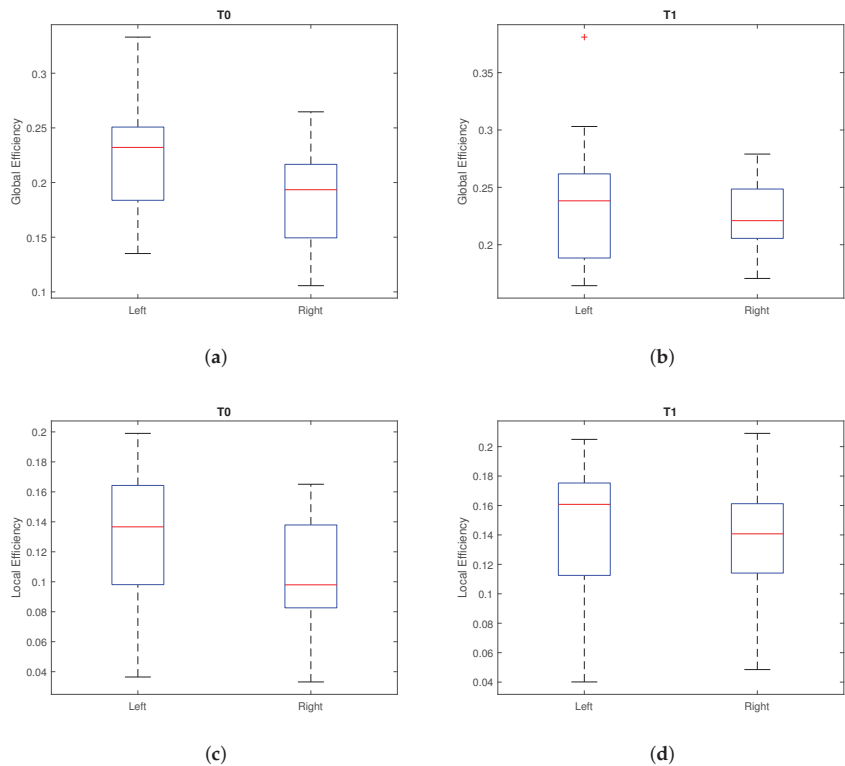 T0
Global Efficiency
0.3
0.25
0.2
0.15
0.1
Left Right
(a)
T1
Global Efficiency
0.35
0.3
0.25
0.2
Left Right
(b)
T0
Local Efficiency
0.2
0.18
0.16
0.14
0.12
0.1
0.08
0.06
0.04
Left Right
(c)
T1
Local Efficiency
0.2
0.18
0.16
0.14
0.12
0.1
0.08
0.06
0.04
Left Right
(d)